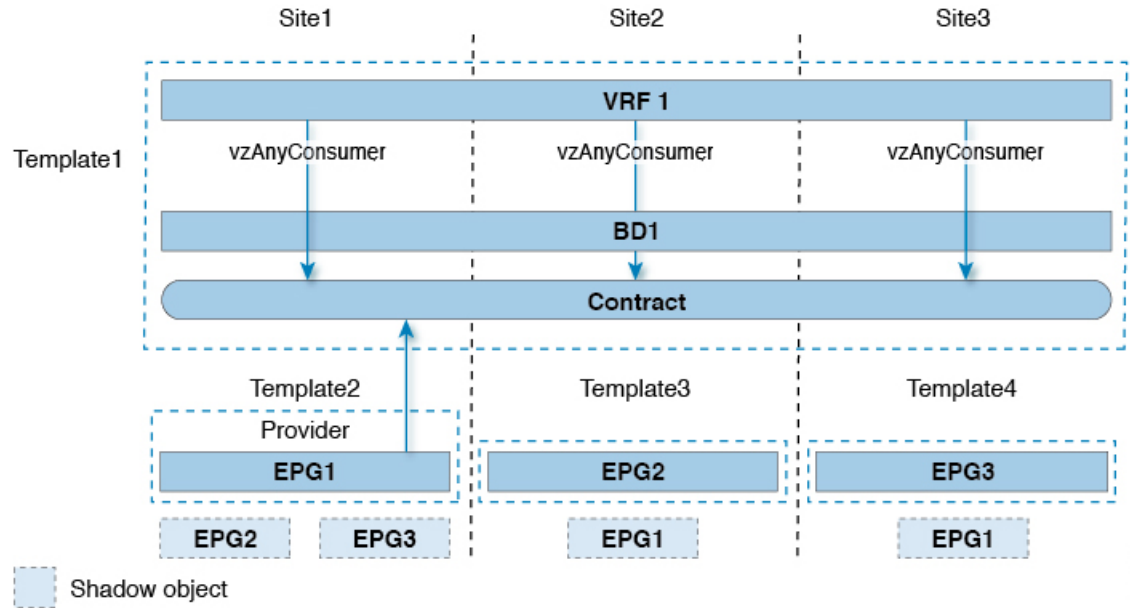 Site1 Site2 Site3
VRF 1
vzAnyConsumer vzAnyConsumer vzAnyConsumer
Template1
BD1
Contract
Template2 Template3 Template4
Provider
EPG1 EPG2 EPG3
EPG2 EPG3 EPG1 EPG1
Shadow object